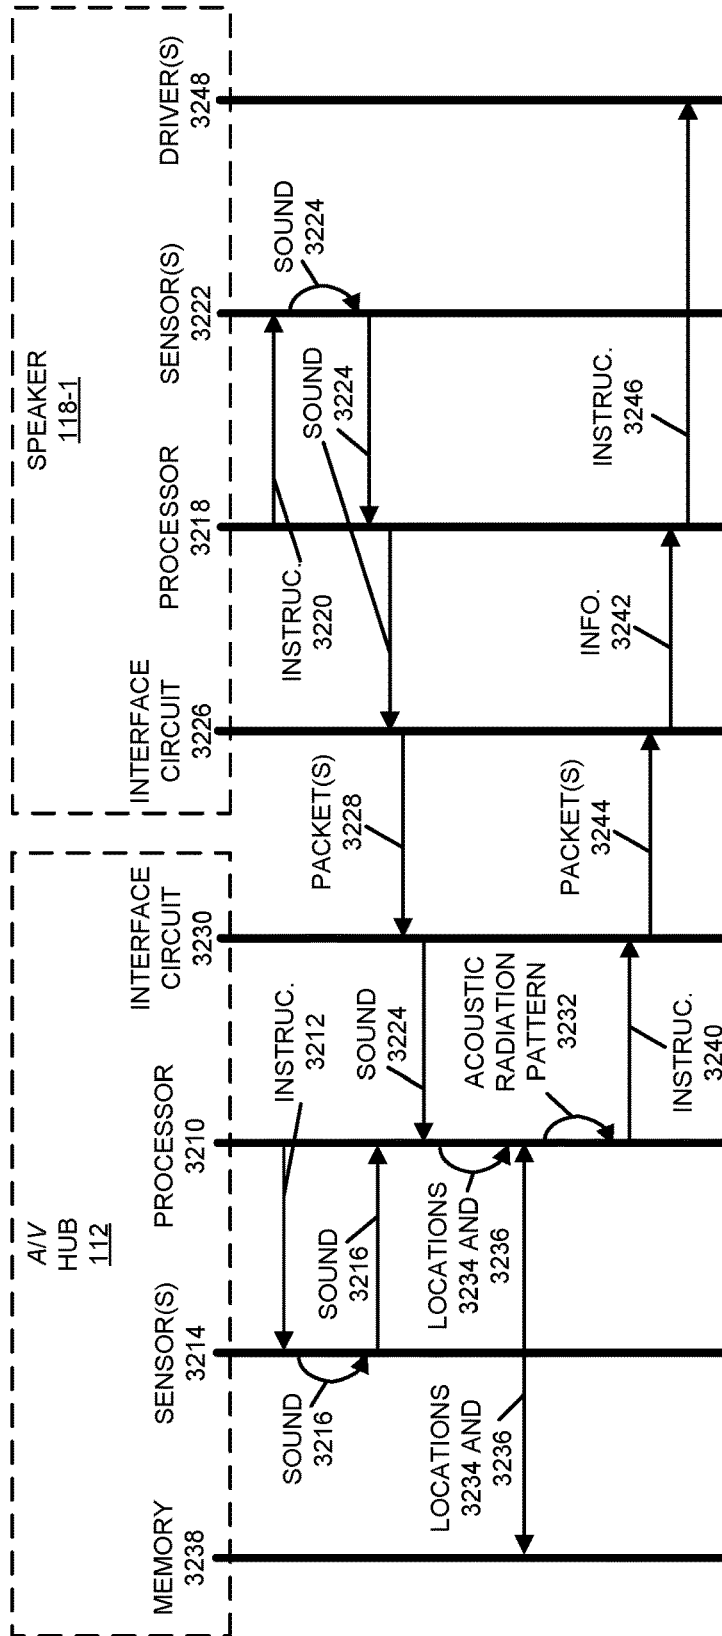 A/V
HUB
112
SPEAKER
118-1
MEMORY
3238
SENSOR(S)
3214
PROCESSOR
3210
INTERFACE
CIRCUIT
3230
INTERFACE
CIRCUIT
3226
PROCESSOR
3218
SENSOR(S)
3222
DRIVER(S)
3248
INSTRUC.
3212
INSTRUC.
3220
SOUND
3224
SOUND
3216
SOUND
3216
SOUND
3224
SOUND
3224
PACKET(S)
3228
LOCATIONS
3234 AND
3236
LOCATIONS
3234 AND
3236
ACOUSTIC
RADIATION
PATTERN
3232
INSTRUC.
3240
PACKET(S)
3244
INFO.
3242
INSTRUC.
3246